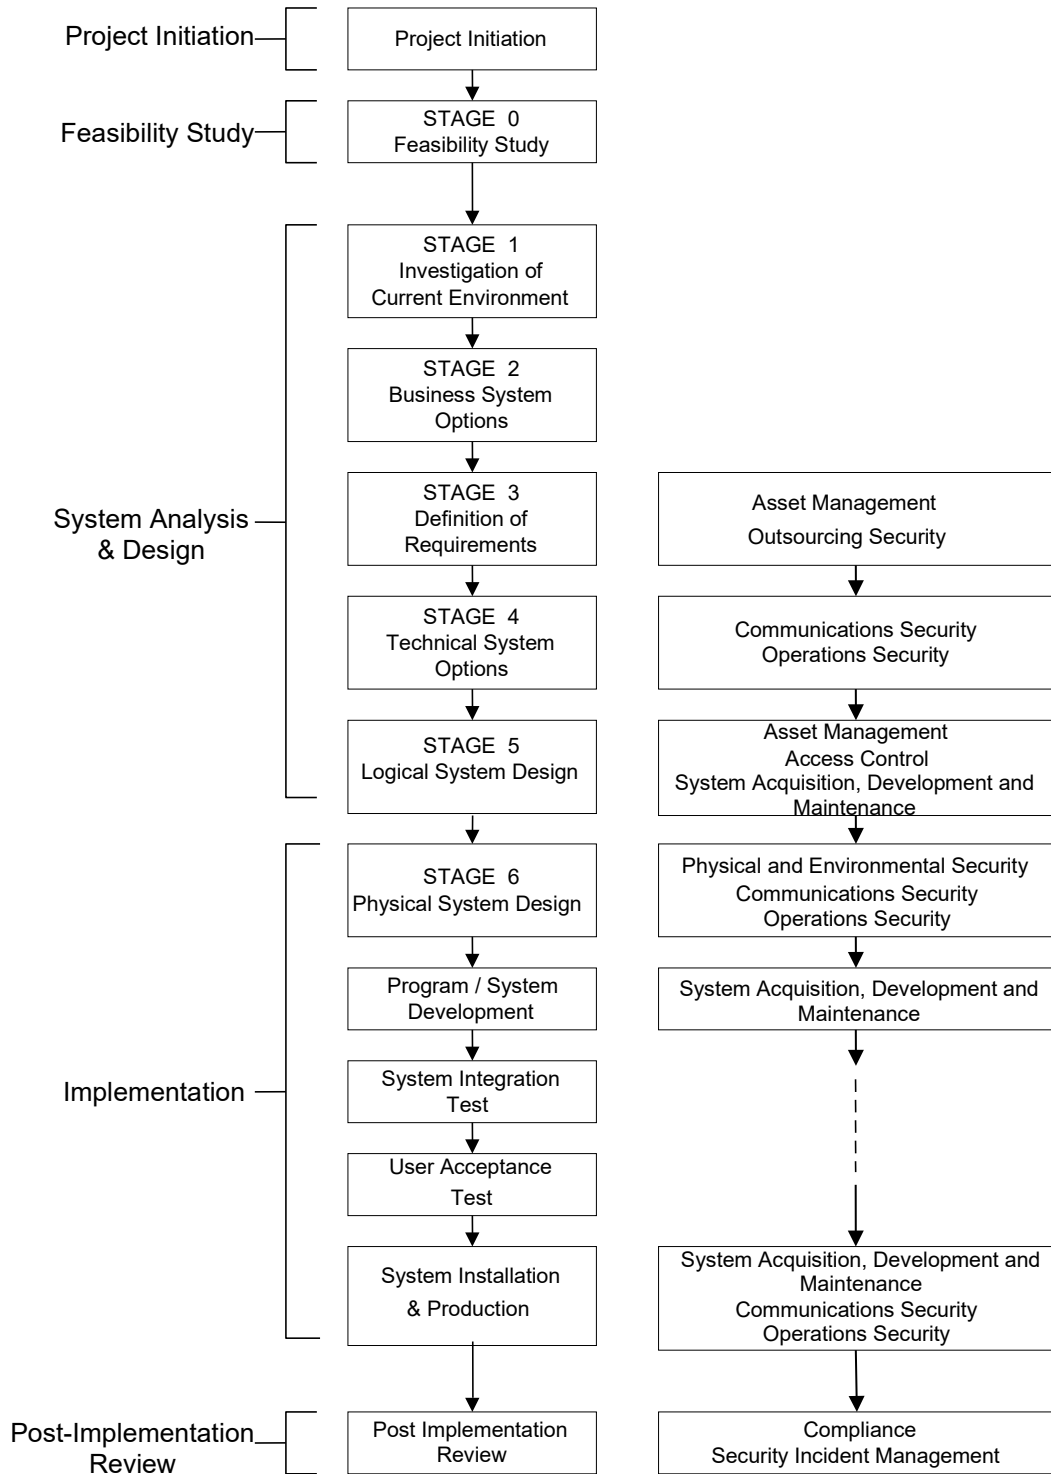 Project Initiation
Project Initiation
Feasibility Study
STAGE 0
Feasibility Study
STAGE 1
Investigation of
Current Environment
STAGE 2
Business System
Options
System Analysis
& Design
STAGE 3
Definition of
Requirements
Asset Management
Outsourcing Security
STAGE 4
Technical System
Options
Communications Security
Operations Security
STAGE 5
Logical System Design
Asset Management
Access Control
System Acquisition, Development and
Maintenance
Implementation
STAGE 6
Physical System Design
Physical and Environmental Security
Communications Security
Operations Security
Program / System
Development
System Acquisition, Development and
Maintenance
System Integration
Test
User Acceptance
Test
System Installation
& Production
System Acquisition, Development and
Maintenance
Communications Security
Operations Security
Post-Implementation
Review
Post Implementation
Review
Compliance
Security Incident Management